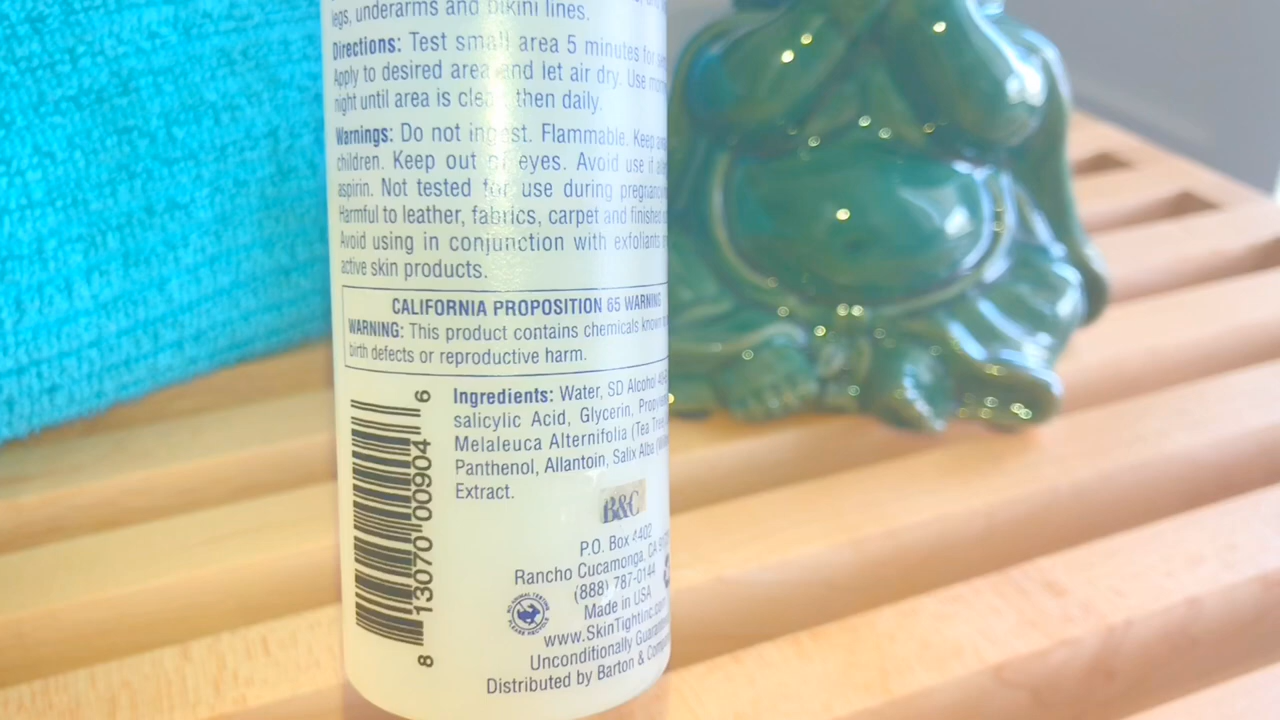 legs, underarms and bikini lines.
Directions: Test small area 5 minutes for
Apply to desired area and let air dry. Use
night until area is clear, then daily.
Warnings: Do not ingest. Flammable. Keep
children. Keep out of eyes. Avoid use if
aspirin. Not tested for use during pregnancy
Harmful to leather, fabrics, carpet and finished
Avoid using in conjunction with exfoliants
active skin products.
CALIFORNIA PROPOSITION 65 WARNING
WARNING: This product contains chemicals known
birth defects or reproductive harm.
Ingredients: Water, SD Alcohol
salicylic Acid, Glycerin,
Melaleuca Alternifolia (Tea Tree
Panthenol, Allantoin, Salix Alba
Extract.
8 13070 00904 6
B&C
P.O. Box 4402
Rancho Cucamonga, CA
(888) 787-0144
Made in USA
NO ANIMAL TESTING
PLEASE RECYCLE
www.SkinTightInc.com
Unconditionally
Distributed by Barton &